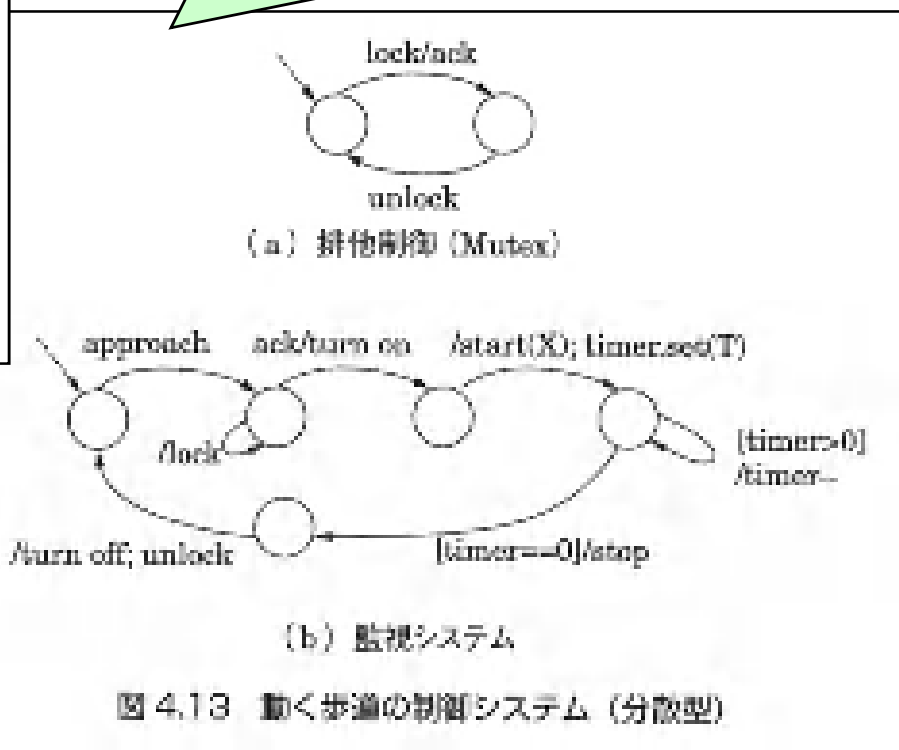 lock/ack
unlock
(a) 排他制御 (Mutex)
approach ack/turn on /start(X); timer.set(T)
/lock
[timer>0]
/timer--
/turn off; unlock [timer==0]/stop
(b) 監視システム
図 4.13 動く歩道の制御システム (分散型)